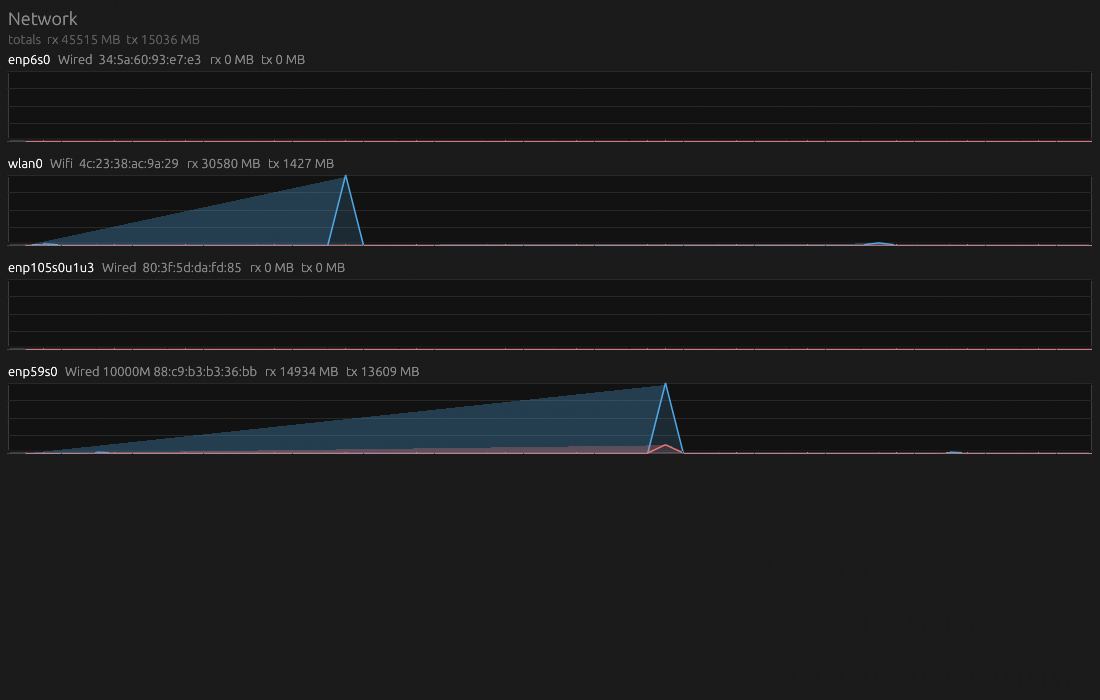 Network
totals rx 45515 MB tx 15036 MB
enp6s0 Wired 34:5a:60:93:e7:e3 rx 0 MB tx 0 MB
wlan0 Wifi 4c:23:38:ac:9a:29 rx 30580 MB tx 1427 MB
enp105s0u1u3 Wired 80:3f:5d:da:fd:85 rx 0 MB tx 0 MB
enp59s0 Wired 10000M 88:c9:b3:b3:36:bb rx 14934 MB tx 13609 MB